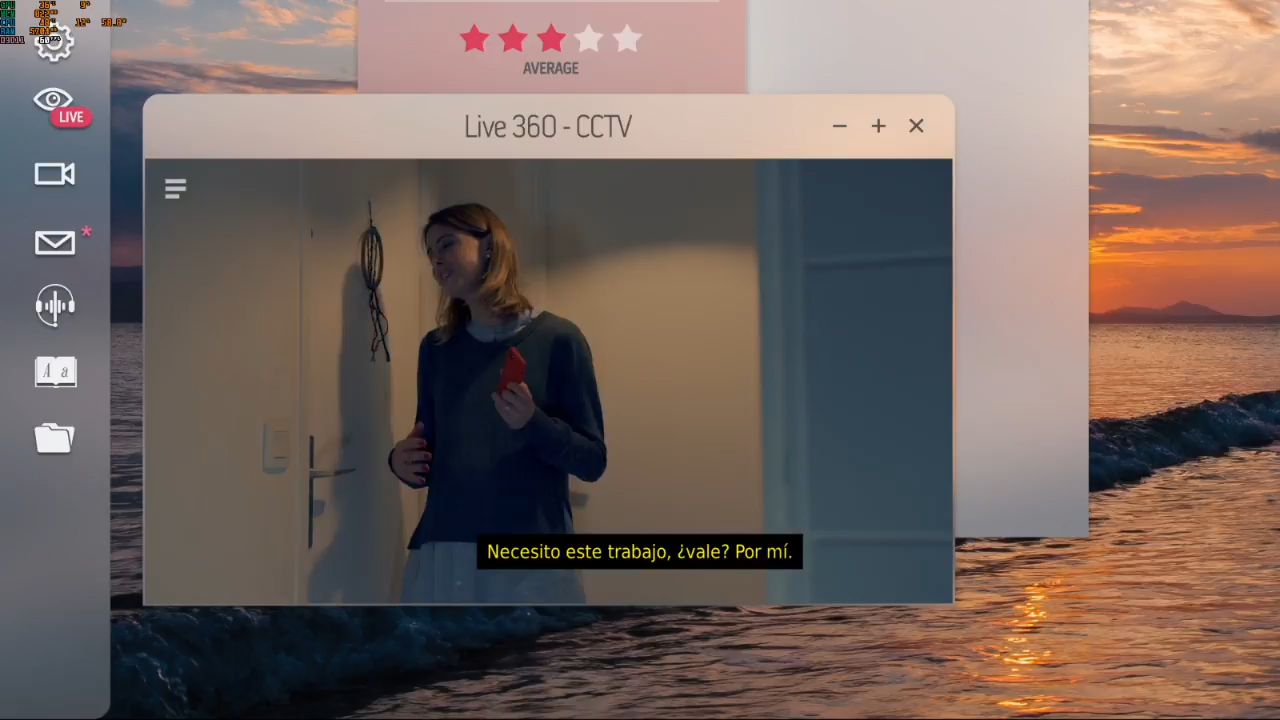 AVERAGE
LIVE
Live 360 - CCTV
A a
Necesito este trabajo, ¿vale? Por mí.